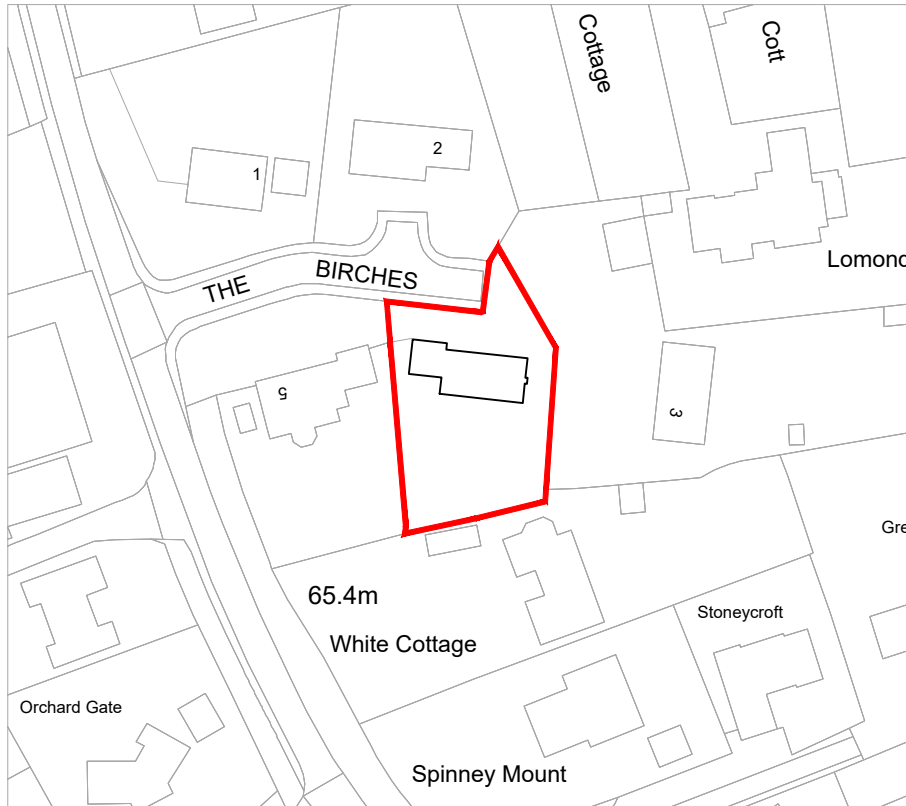 Cottage
Cott
2
1
Lomond
THE BIRCHES
5
3
Gre
65.4m
Stoneycroft
White Cottage
Orchard Gate
Spinney Mount